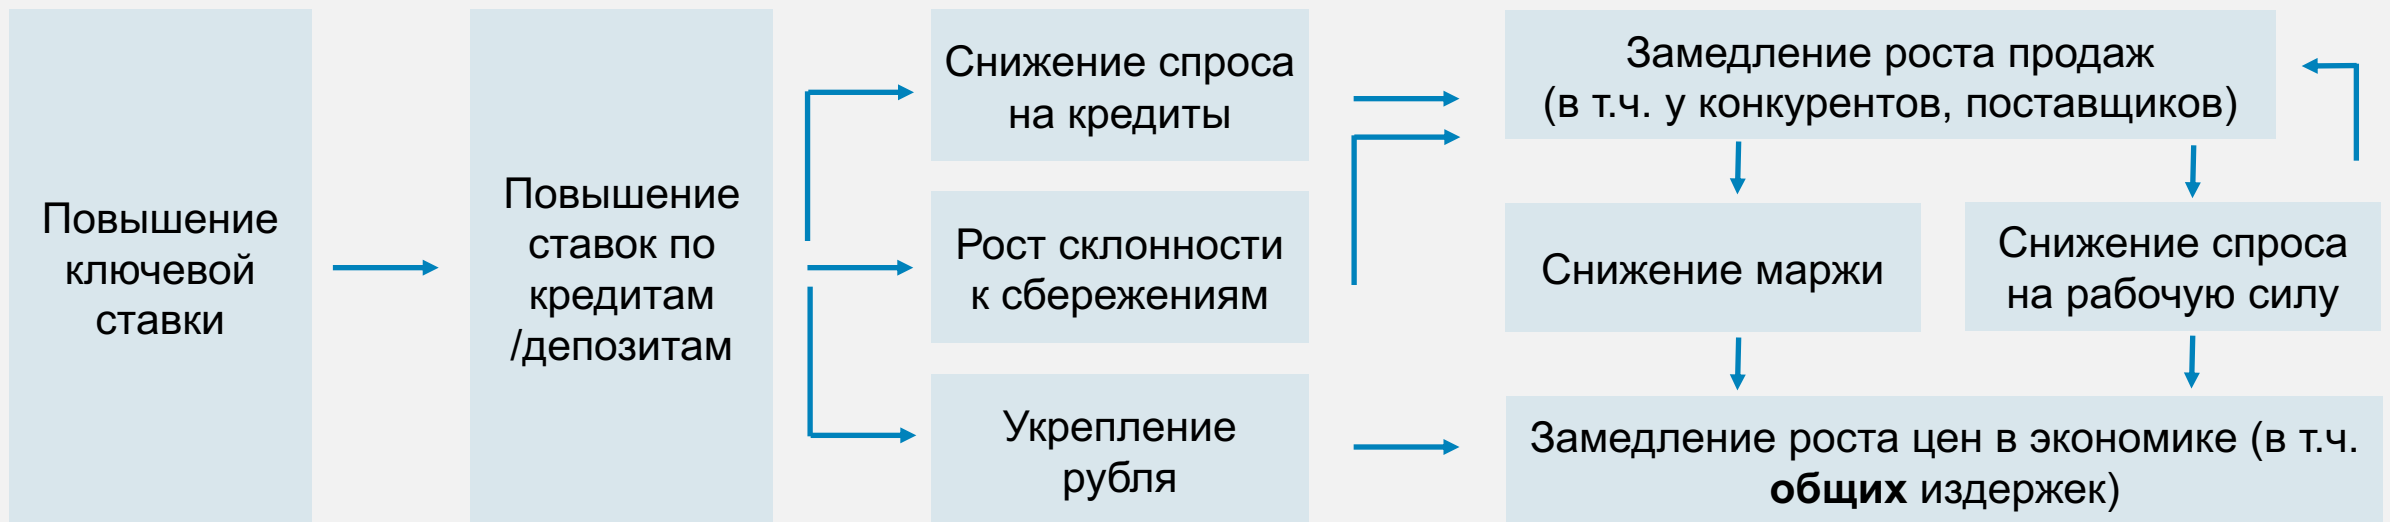 Повышение
ключевой
ставки
Повышение
ставок по
кредитам
/депозитам
Снижение спроса
на кредиты
Рост склонности
к сбережениям
Укрепление
рубля
Замедление роста продаж
(в т.ч. у конкурентов, поставщиков)
Снижение маржи
Снижение спроса
на рабочую силу
Замедление роста цен в экономике (в т.ч.
общих издержек)